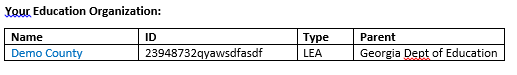 Your Education Organization:
Name ID Type Parent
Demo County 23948732qyawsdfasdf LEA Georgia Dept of Education